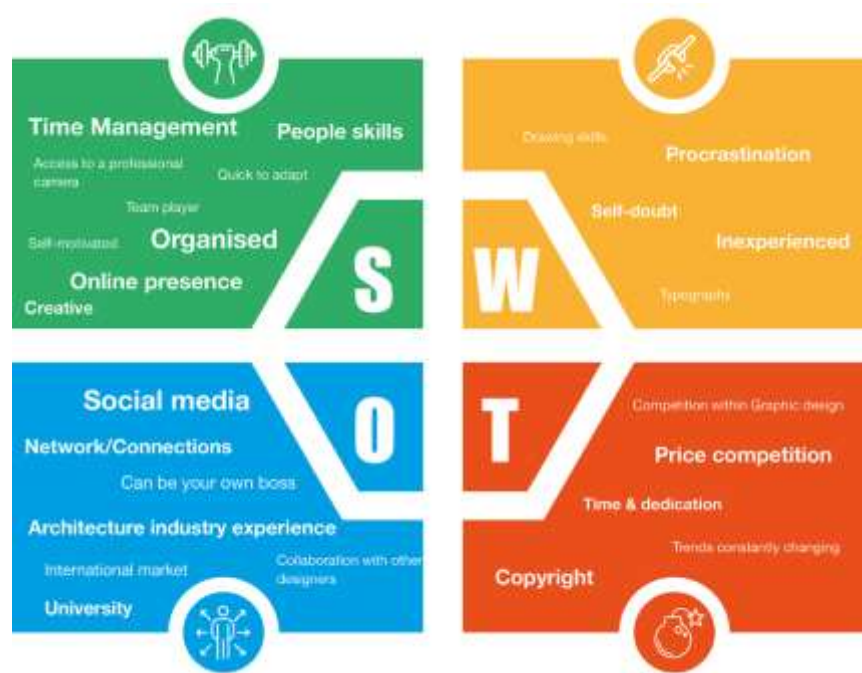 Time Management
People skills
Access to a professional
camera
Quick to adapt
Team player
Self-motivated
Organised
Online presence
Creative
S
Drawing skills
Procrastination
Self-doubt
Inexperienced
Typography
W
Social media
Network/Connections
Can be your own boss
Architecture industry experience
International market
Collaboration with other
designers
University
O
Competition within Graphic design
Price competition
Time & dedication
Trends constantly changing
Copyright
T